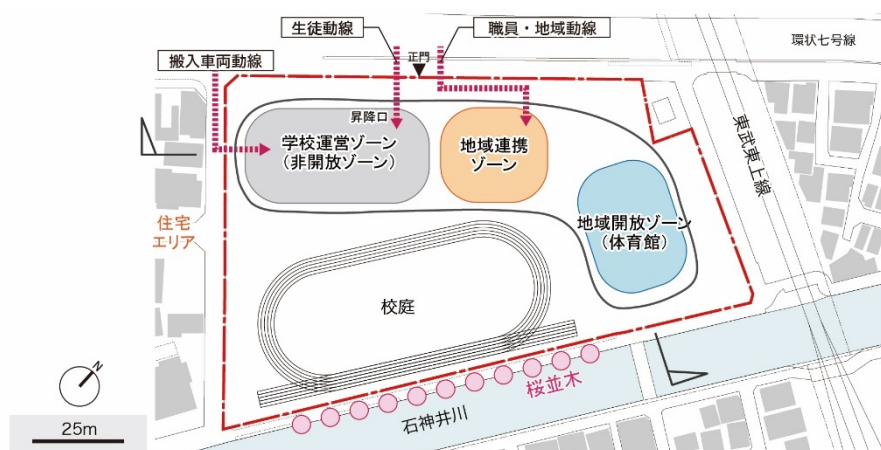 生徒動線
職員・地域動線
搬入車両動線
正門
環状七号線
昇降口
学校運営ゾーン
(非開放ゾーン)
地域連携
ゾーン
東武東上線
住宅
エリア
地域開放ゾーン
(体育館)
校庭
桜並木
石神井川
N
25m